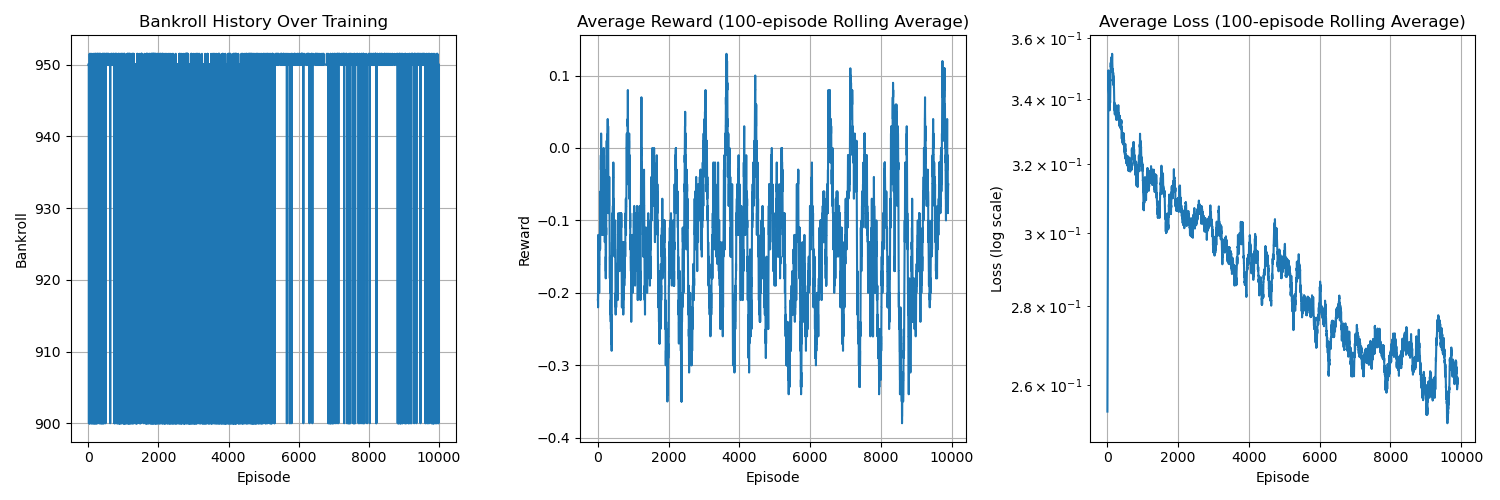 Bankroll History Over Training
Bankroll
950
940
930
920
910
900
0
2000
4000
6000
8000
10000
Episode
Average Reward (100-episode Rolling Average)
Reward
0.1
0.0
−0.1
−0.2
−0.3
−0.4
0
2000
4000
6000
8000
10000
Episode
Average Loss (100-episode Rolling Average)
Loss (log scale)
3.6 × 10⁻¹
3.4 × 10⁻¹
3.2 × 10⁻¹
3 × 10⁻¹
2.8 × 10⁻¹
2.6 × 10⁻¹
0
2000
4000
6000
8000
10000
Episode